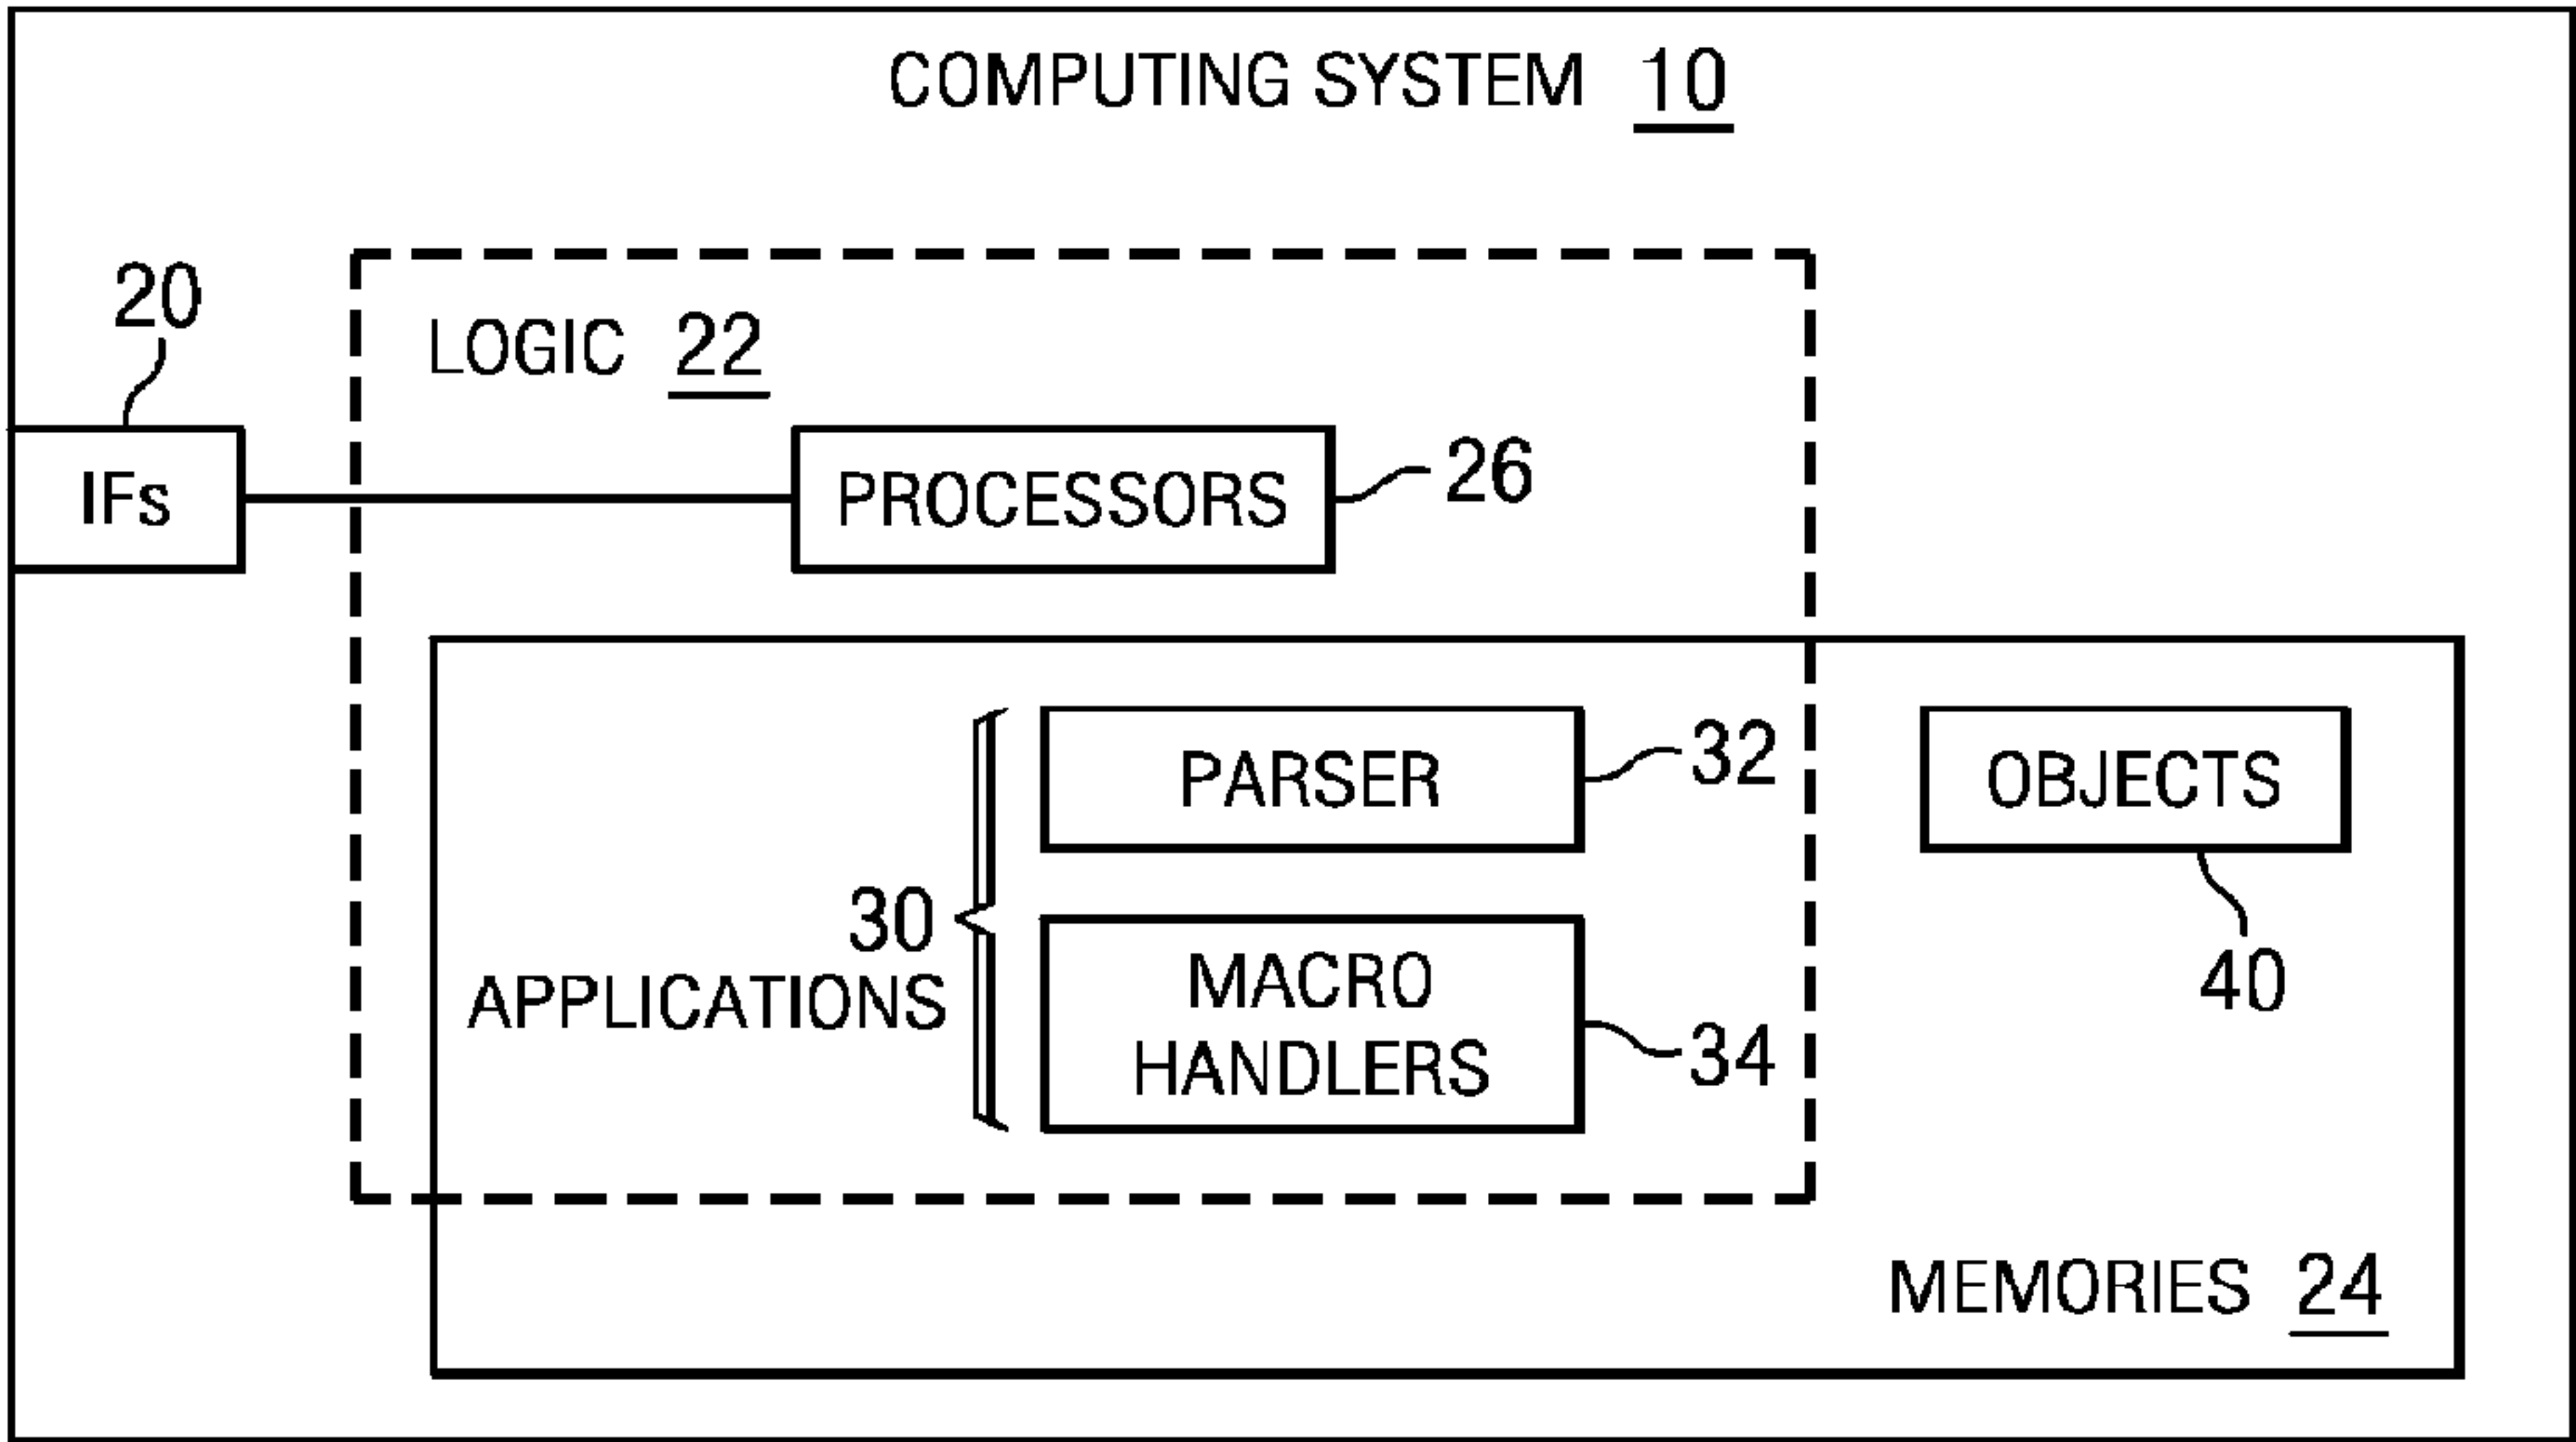 COMPUTING SYSTEM 10
20
LOGIC 22
IFs
PROCESSORS
26
PARSER
32
OBJECTS
30
APPLICATIONS
MACRO
HANDLERS
34
40
MEMORIES 24